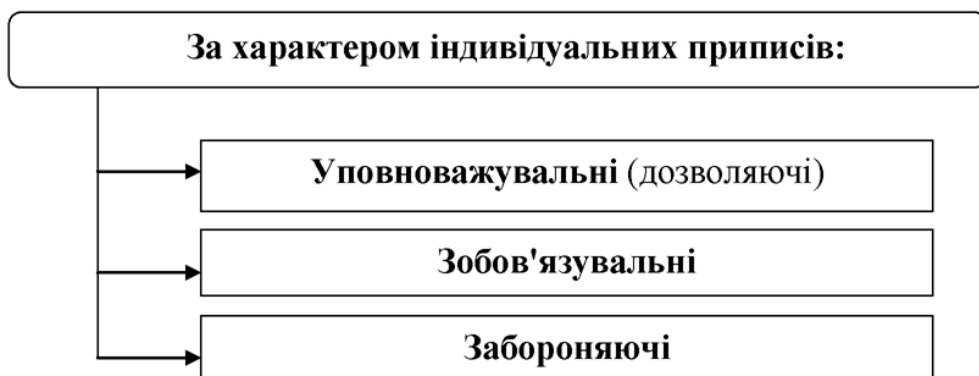 За характером індивідуальних приписів:
Уповноважувальні (дозволяючі)
Зобов'язувальні
Забороняючі